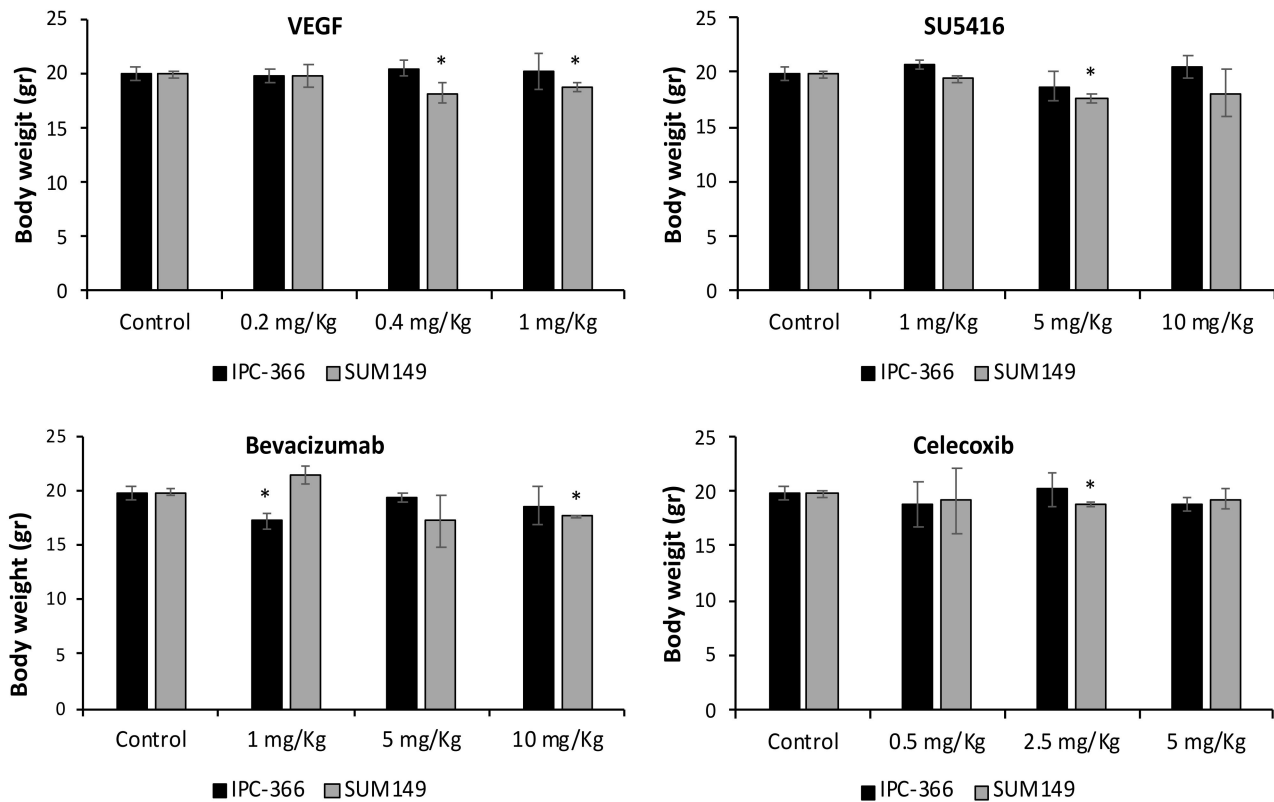 VEGF
Body weigjt (gr)
25
20
15
10
5
0
* *
Control 0.2 mg/Kg 0.4 mg/Kg 1 mg/Kg
IPC-366 SUM149
SU5416
Body weigjt (gr)
25
20
15
10
5
0
*
Control 1 mg/Kg 5 mg/Kg 10 mg/Kg
IPC-366 SUM149
Bevacizumab
Body weight (gr)
25
20
15
10
5
0
* *
Control 1 mg/Kg 5 mg/Kg 10 mg/Kg
IPC-366 SUM149
Celecoxib
Body weigjt (gr)
25
20
15
10
5
0
*
Control 0.5 mg/Kg 2.5 mg/Kg 5 mg/Kg
IPC-366 SUM149